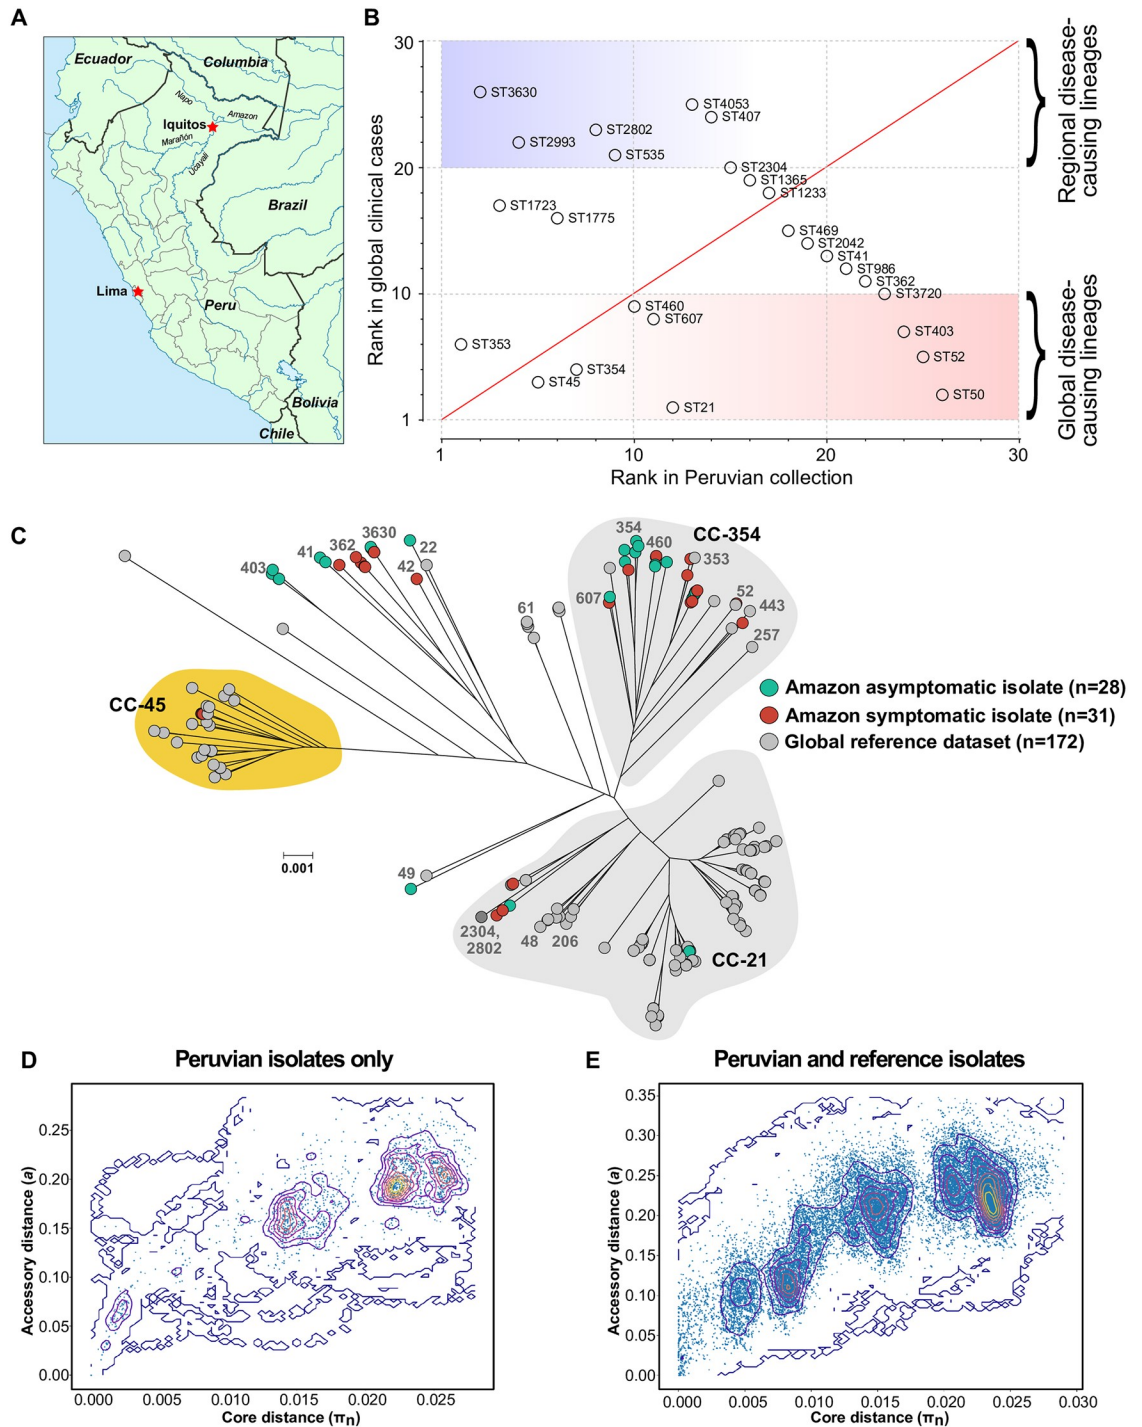 A
Ecuador
Columbia
Napo
Amazon
Iquitos
Marañón
Ucayali
Brazil
Lima
Peru
Bolivia
Chile
B
Rank in global clinical cases
30
20
10
1
ST3630
ST4053
ST407
ST2802
ST2993
ST535
ST2304
ST1365
ST1233
ST1723
ST1775
ST469
ST2042
ST41
ST986
ST362
ST3720
ST460
ST607
ST403
ST353
ST52
ST354
ST45
ST50
ST21
1
10
20
30
Rank in Peruvian collection
Regional disease-
causing lineages
Global disease-
causing lineages
C
403
41
362
3630
22
42
61
354
460
CC-354
353
607
52
443
257
CC-45
Amazon asymptomatic isolate (n=28)
Amazon symptomatic isolate (n=31)
Global reference dataset (n=172)
0.001
49
2304,
2802
48
206
CC-21
D
Peruvian isolates only
Accessory distance (a)
0.25
0.20
0.15
0.10
0.05
0.00
0.000
0.005
0.010
0.015
0.020
0.025
Core distance (πn)
E
Peruvian and reference isolates
Accessory distance (a)
0.35
0.30
0.25
0.20
0.15
0.10
0.05
0.00
0.000
0.005
0.010
0.015
0.020
0.025
0.030
Core distance (πn)